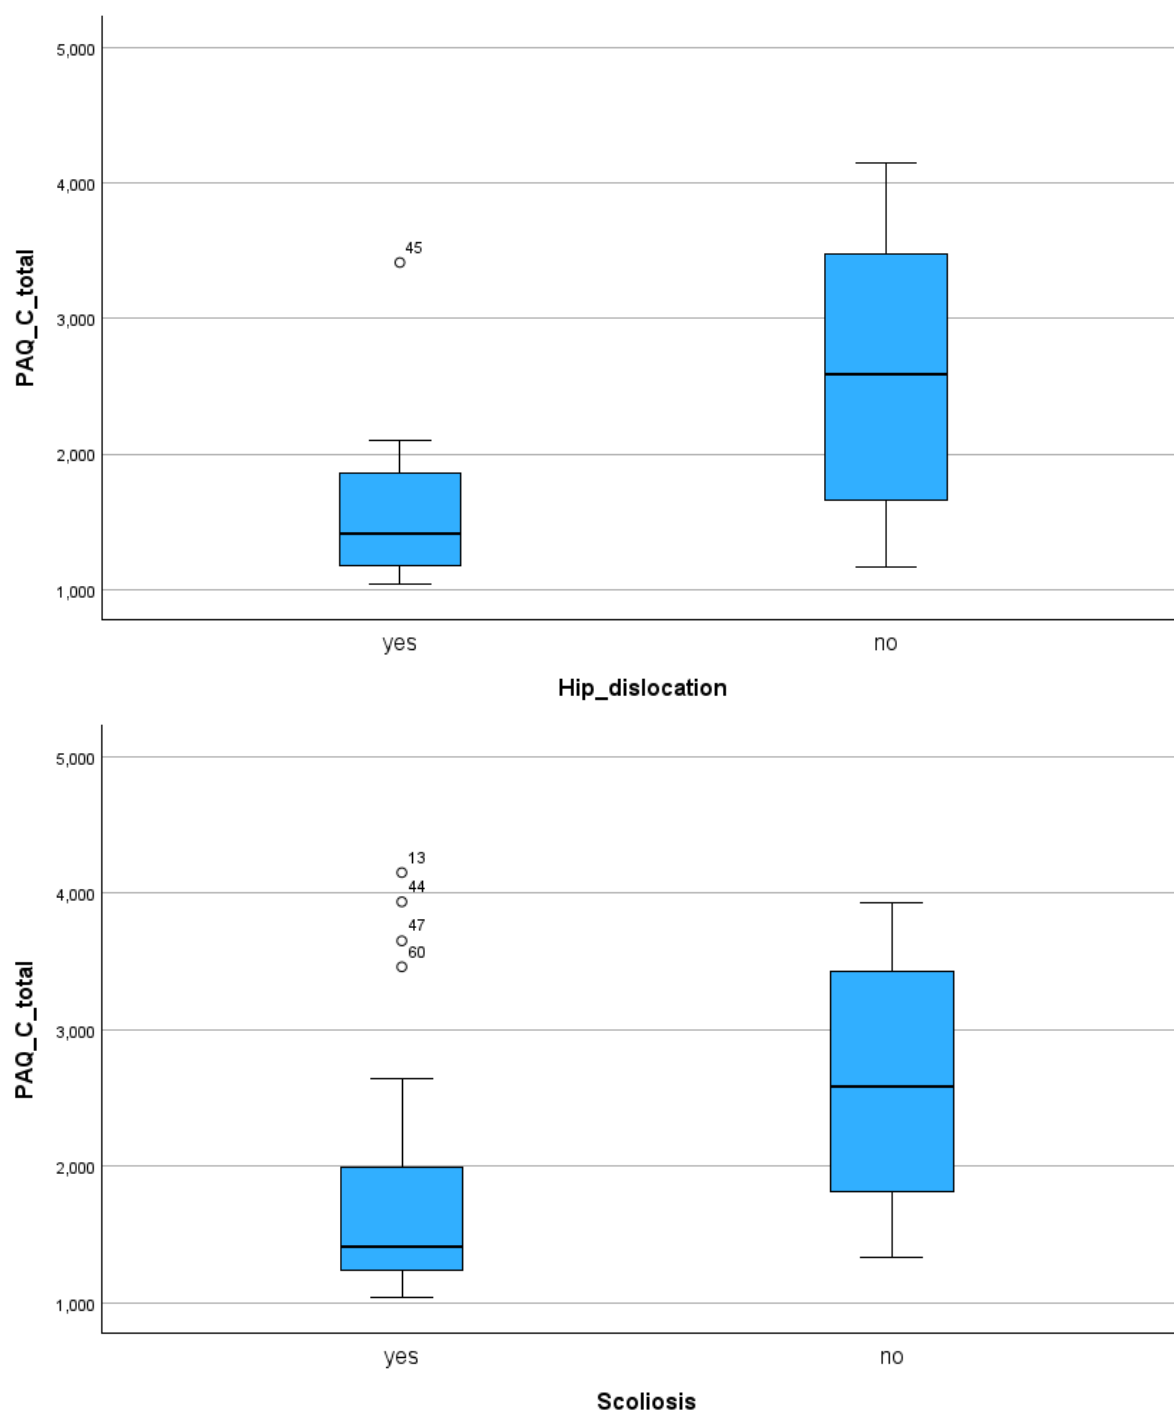 5,000
4,000
3,000
2,000
1,000
PAQ_C_total
45
yes
no
Hip_dislocation
5,000
4,000
3,000
2,000
1,000
PAQ_C_total
13
44
47
60
yes
no
Scoliosis